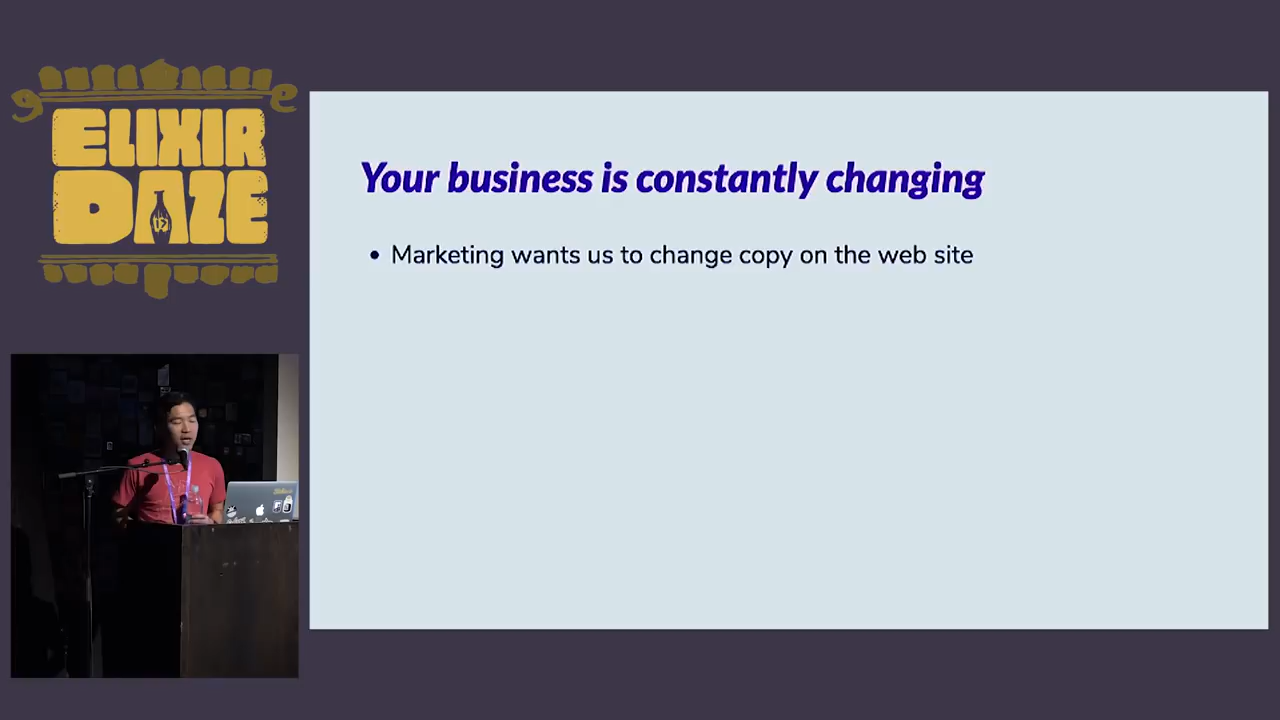 ELIXIR
DAZE
Your business is constantly changing
• Marketing wants us to change copy on the web site